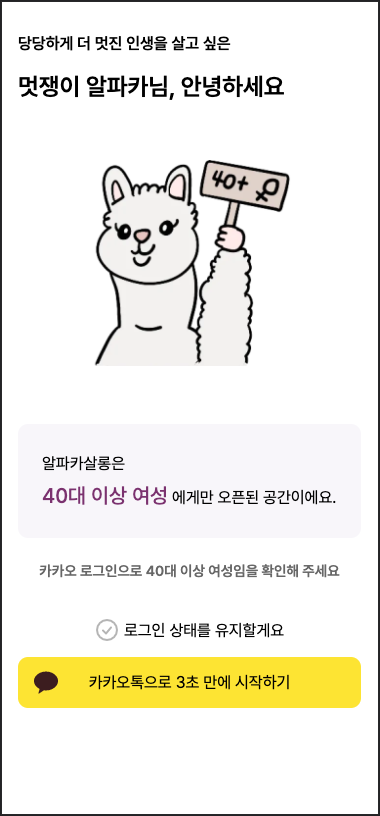 당당하게 더 멋진 인생을 살고 싶은
멋쟁이 알파카님, 안녕하세요
40+ ♀
알파카살롱은
40대 이상 여성 에게만 오픈된 공간이에요.
카카오 로그인으로 40대 이상 여성임을 확인해 주세요
로그인 상태를 유지할게요
카카오톡으로 3초 만에 시작하기